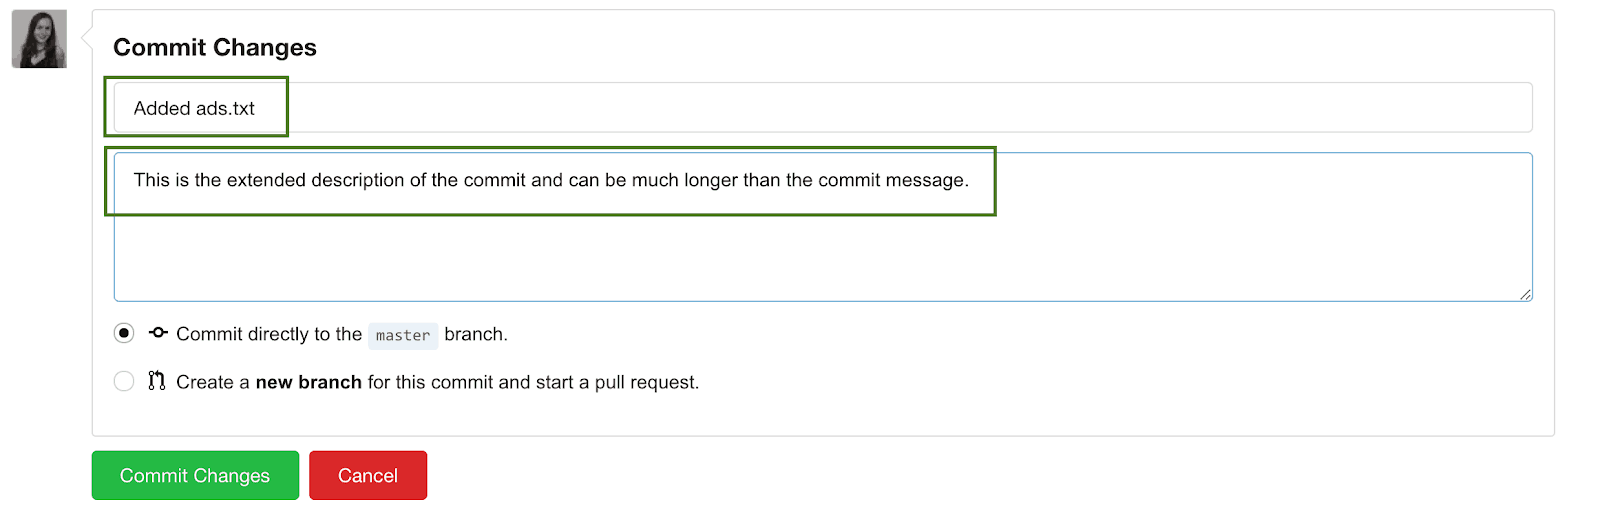 Commit Changes
Added ads.txt
This is the extended description of the commit and can be much longer than the commit message.
Commit directly to the master branch.
Create a new branch for this commit and start a pull request.
Commit Changes Cancel